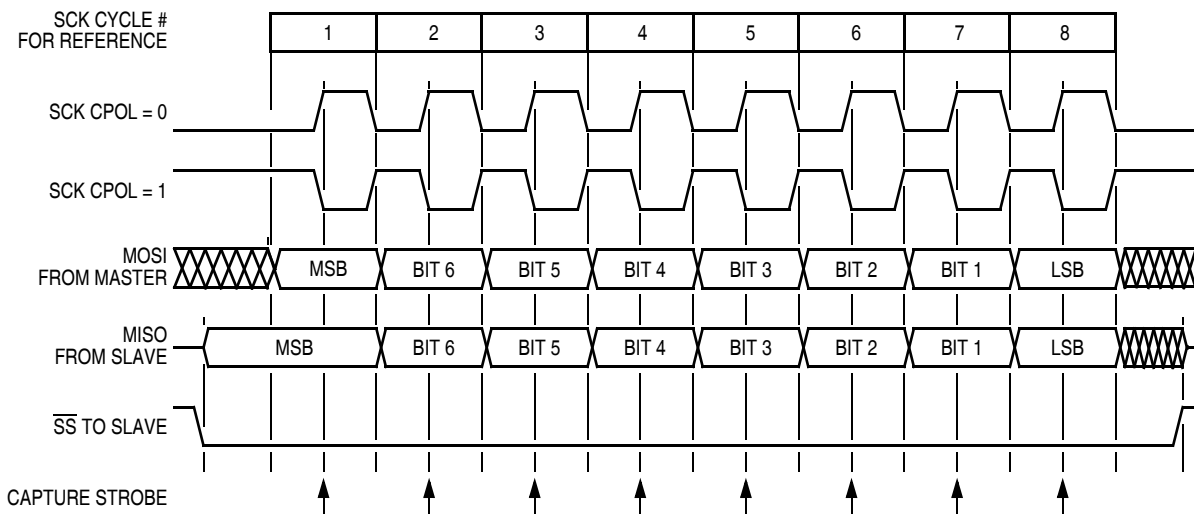 SCK CYCLE #
FOR REFERENCE
1 2 3 4 5 6 7 8
SCK CPOL = 0
SCK CPOL = 1
MOSI
FROM MASTER
MSB BIT 6 BIT 5 BIT 4 BIT 3 BIT 2 BIT 1 LSB
MISO
FROM SLAVE
MSB BIT 6 BIT 5 BIT 4 BIT 3 BIT 2 BIT 1 LSB
S̅S̅ TO SLAVE
CAPTURE STROBE